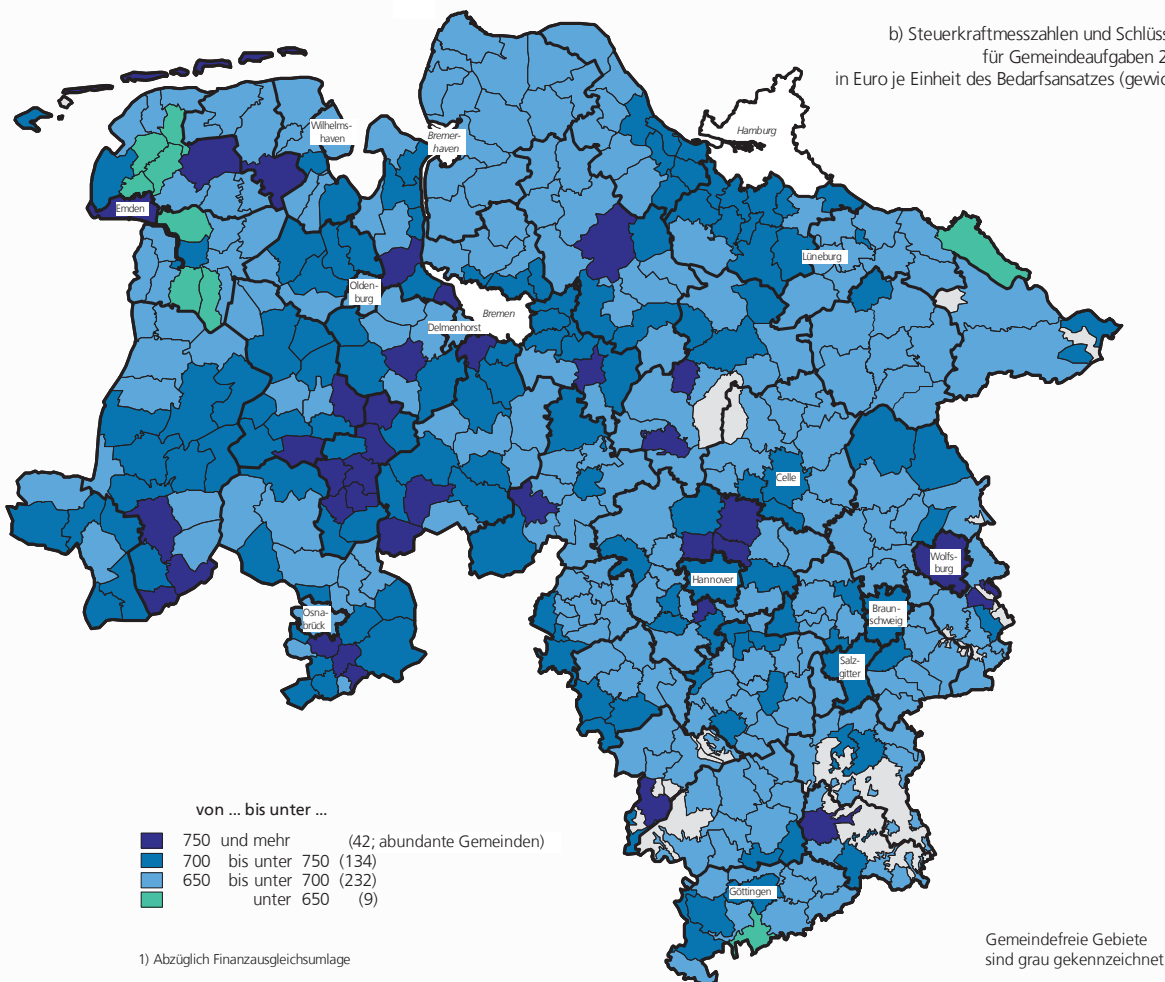 b) Steuerkraftmesszahlen und
für Gemeindeaufgaben
in Euro je Einheit des Bedarfsansatzes
Hamburg
Wilhelms-
haven
Bremer-
haven
Emden
Lüneburg
Olden-
burg
Bremen
Delmenhorst
Celle
Wolfs-
burg
Hannover
Braun-
schweig
Osna-
brück
Salz-
gitter
von ... bis unter ...
750 und mehr (42; abundante Gemeinden)
700 bis unter 750 (134)
650 bis unter 700 (232)
unter 650 (9)
Göttingen
1) Abzüglich Finanzausgleichsumlage
Gemeindefreie Gebiete
sind grau gekennzeichnet